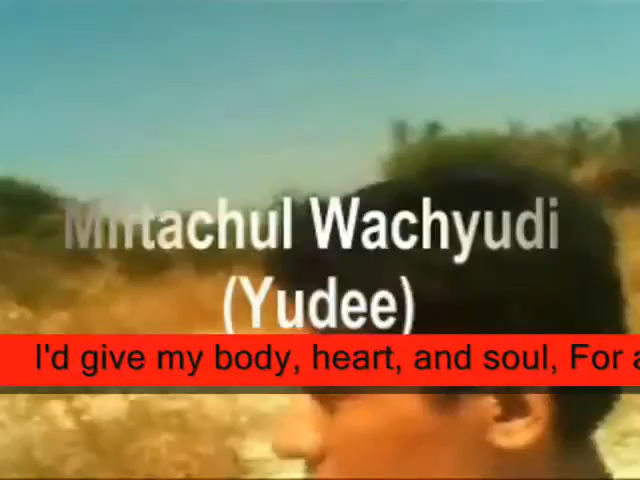 Miftachul Wachyudi
(Yudee)
I'd give my body, heart, and soul, For a